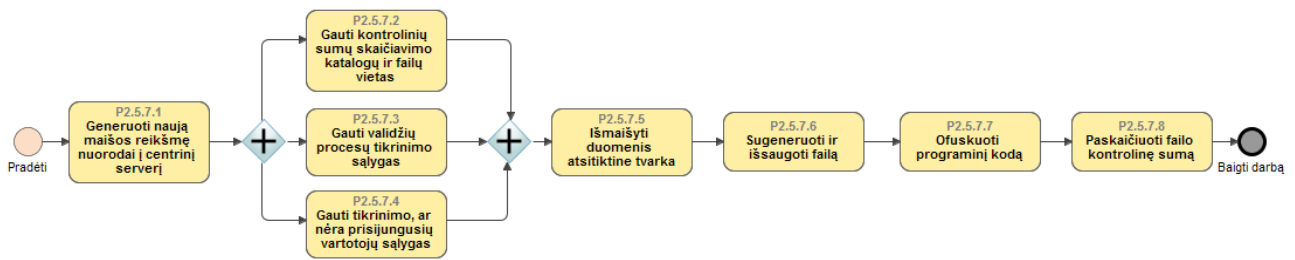 Pradėti
P2.5.7.1
Generuoti naują
maišos reikšmę
nuorodai į centrinį
serverį
P2.5.7.2
Gauti kontrolinių
sumų skaičiavimo
katalogų ir failų
vietas
P2.5.7.3
Gauti validžių
procesų tikrinimo
sąlygas
P2.5.7.4
Gauti tikrinimo, ar
nėra prisijungusių
vartotojų sąlygas
P2.5.7.5
Išmaišyti
duomenis
atsitiktine tvarka
P2.5.7.6
Sugeneruoti ir
išsaugoti failą
P2.5.7.7
Ofuskuoti
programinį kodą
P2.5.7.8
Paskaičiuoti failo
kontrolinę sumą
Baigti darbą